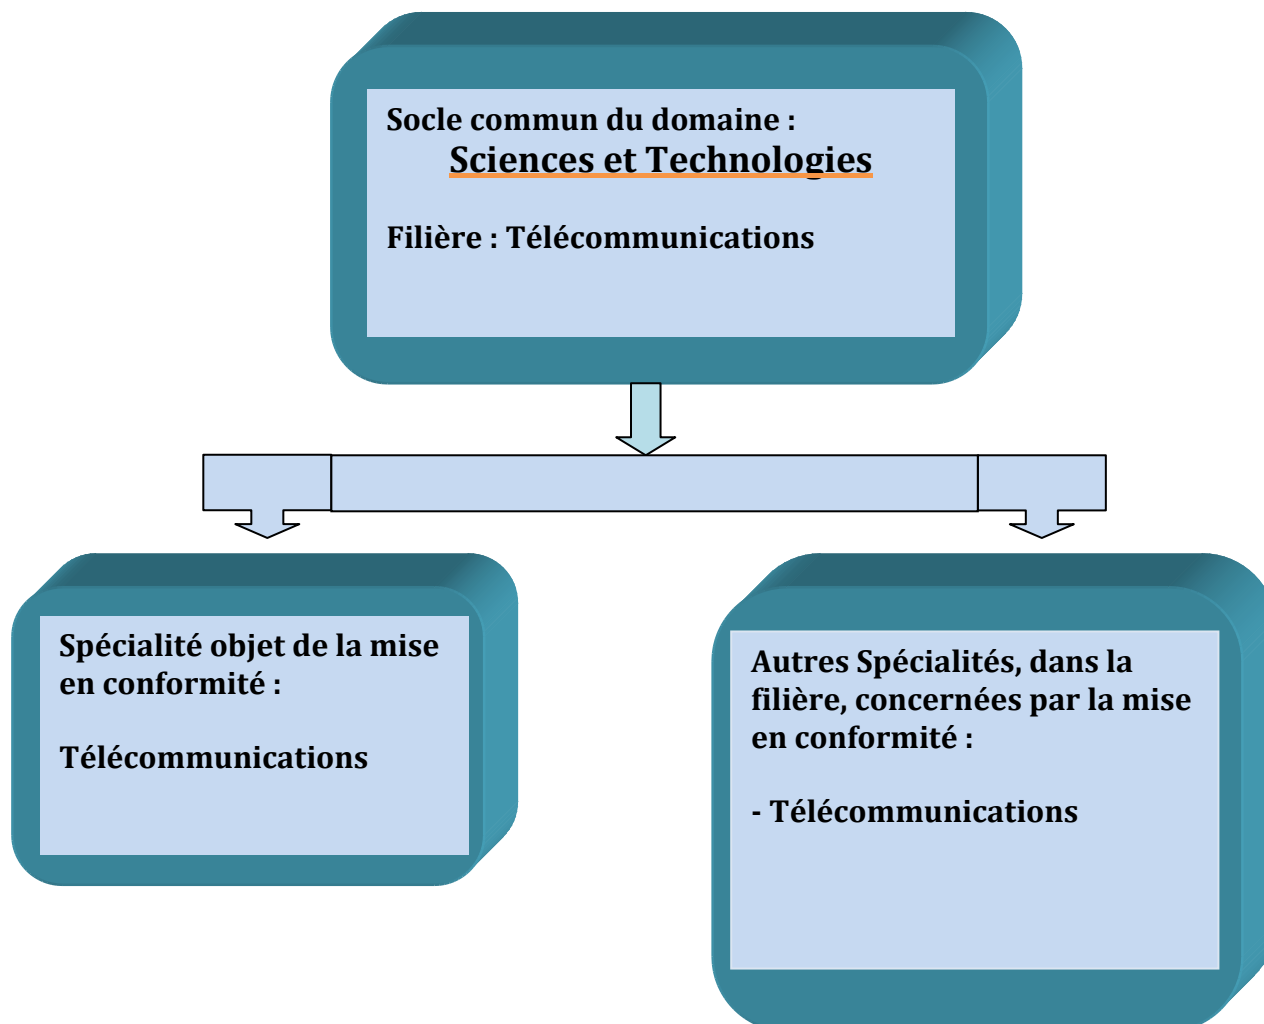 Socle commun du domaine :
Sciences et Technologies
Filière : Télécommunications
Spécialité objet de la mise
en conformité :
Télécommunications
Autres Spécialités, dans la
filière, concernées par la mise
en conformité :
- Télécommunications